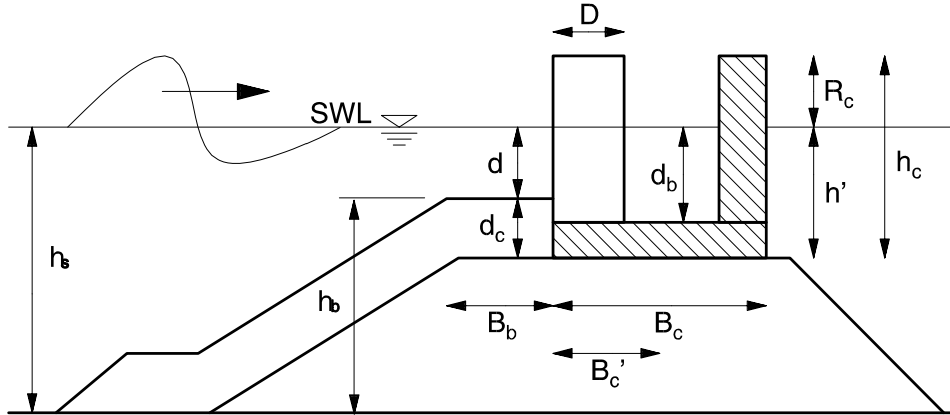 D
SWL
R_c
d
d_b
h_c
h'
d_c
h_s
h_b
B_b
B_c
B_c'